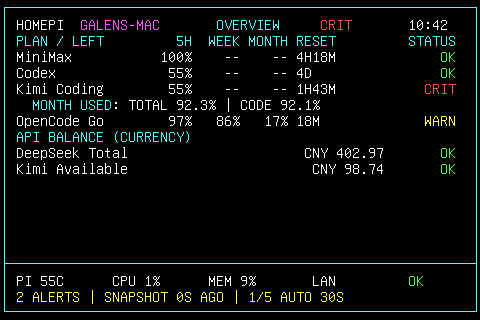 HOMEPI GALENS-MAC OVERVIEW CRIT 10:42
PLAN / LEFT 5H WEEK MONTH RESET STATUS
MiniMax 100% -- -- 4H18M OK
Codex 55% -- -- 4D OK
Kimi Coding 55% -- -- 1H43M CRIT
MONTH USED: TOTAL 92.3% | CODE 92.1%
OpenCode Go 97% 86% 17% 18M WARN
API BALANCE (CURRENCY)
DeepSeek Total CNY 402.97 OK
Kimi Available CNY 98.74 OK
PI 55C CPU 1% MEM 9% LAN OK
2 ALERTS | SNAPSHOT 0S AGO | 1/5 AUTO 30S